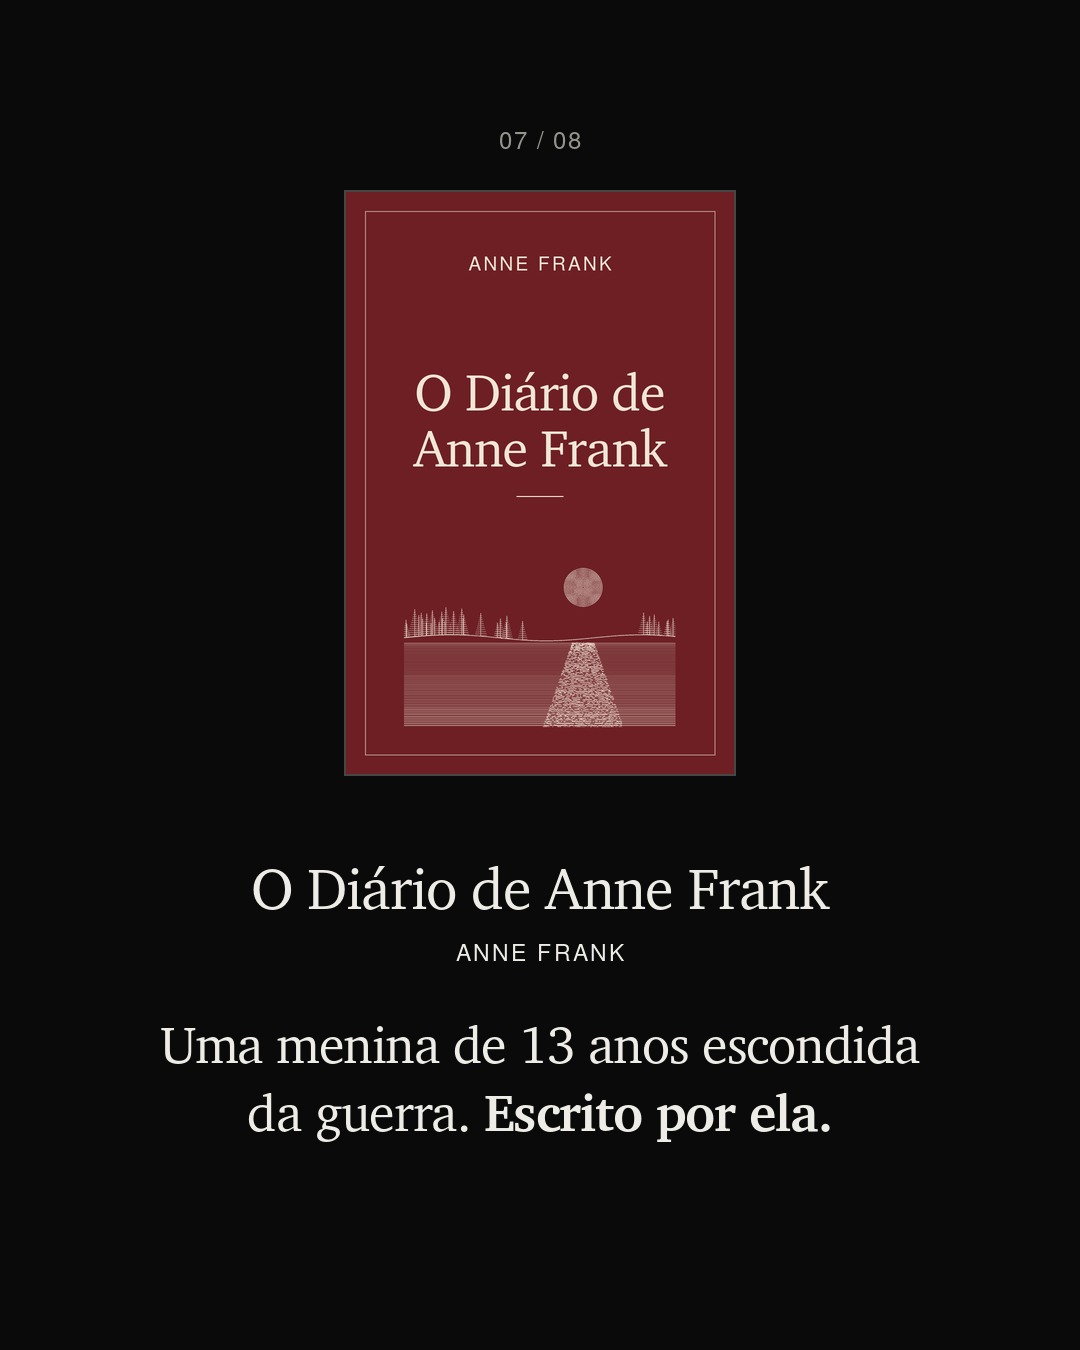 07 / 08
ANNE FRANK
O Diário de
Anne Frank
O Diário de Anne Frank
ANNE FRANK
Uma menina de 13 anos escondida
da guerra. Escrito por ela.